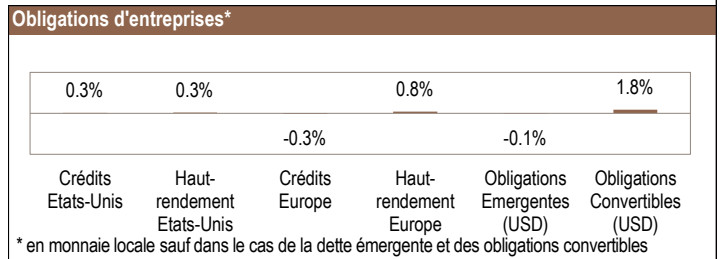 Obligations d'entreprises*
0.3% 0.3% 0.8% 1.8%
-0.3% -0.1%
Crédits Haut- Crédits Haut- Obligations Obligations
Etats-Unis rendement Europe rendement Emergentes Convertibles
Etats-Unis Europe (USD) (USD)
* en monnaie locale sauf dans le cas de la dette émergente et des obligations convertibles